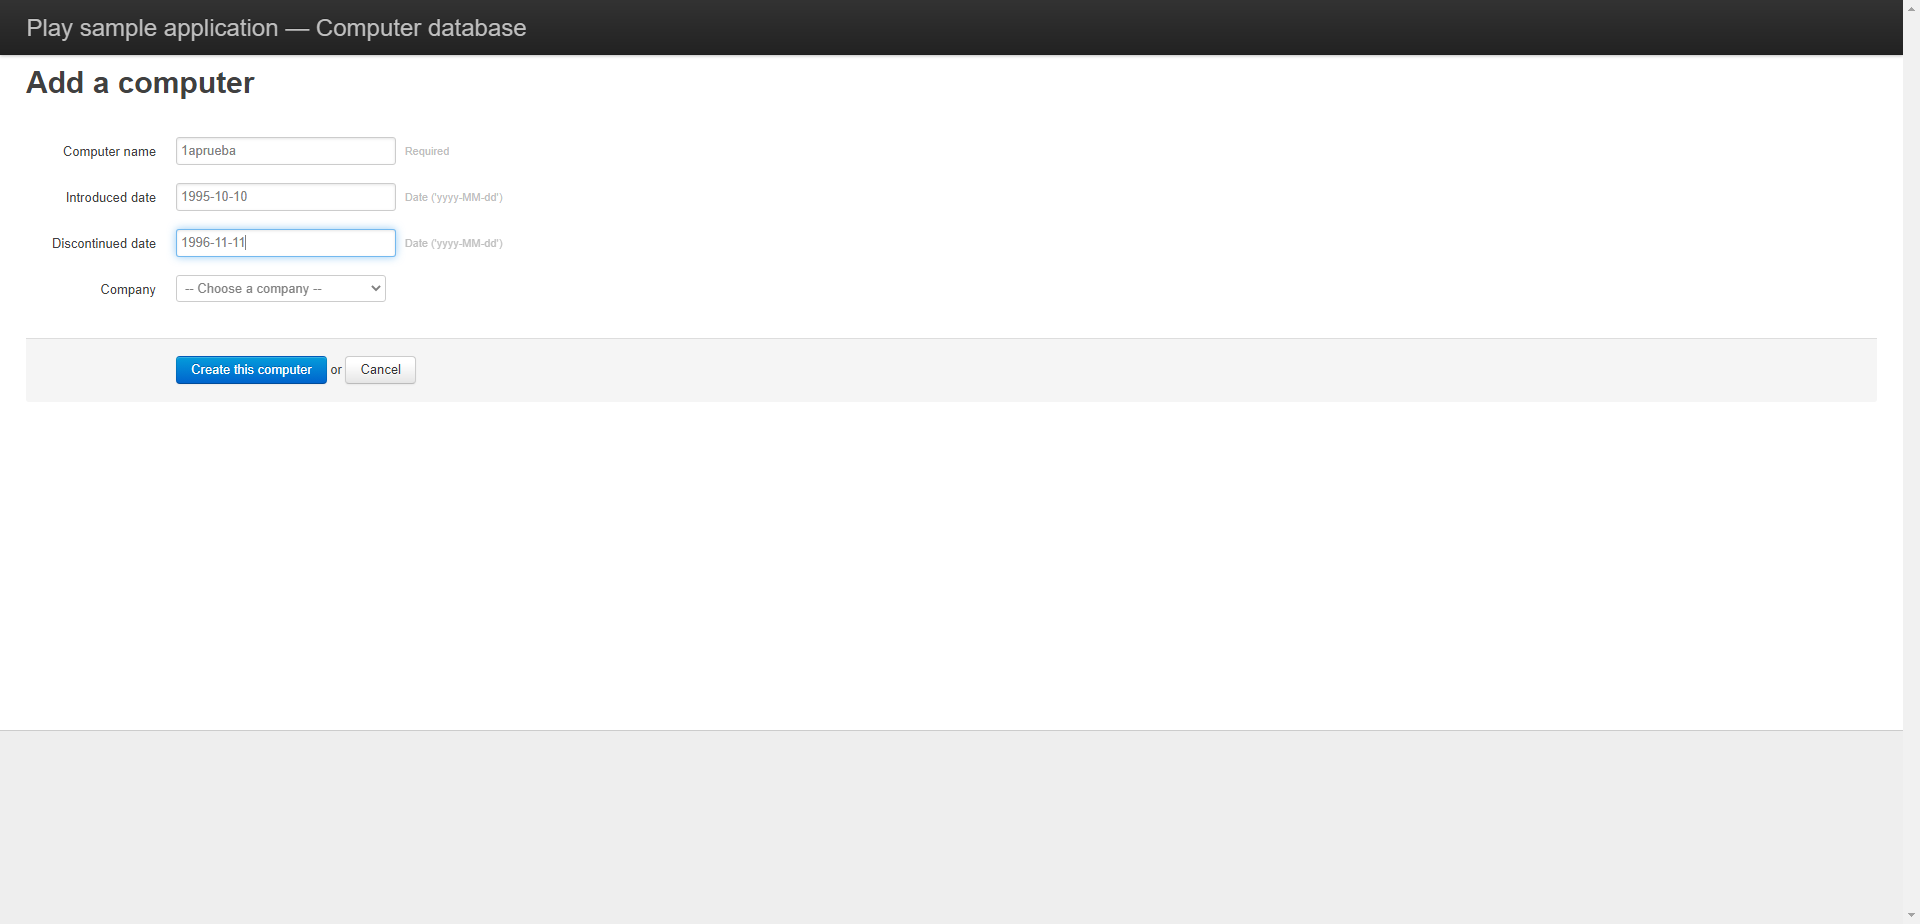 Play sample application — Computer database
Add a computer
Computer name 1aprueba Required
Introduced date 1995-10-10 Date ('yyyy-MM-dd')
Discontinued date 1996-11-11 Date ('yyyy-MM-dd')
Company -- Choose a company --
Create this computer or Cancel